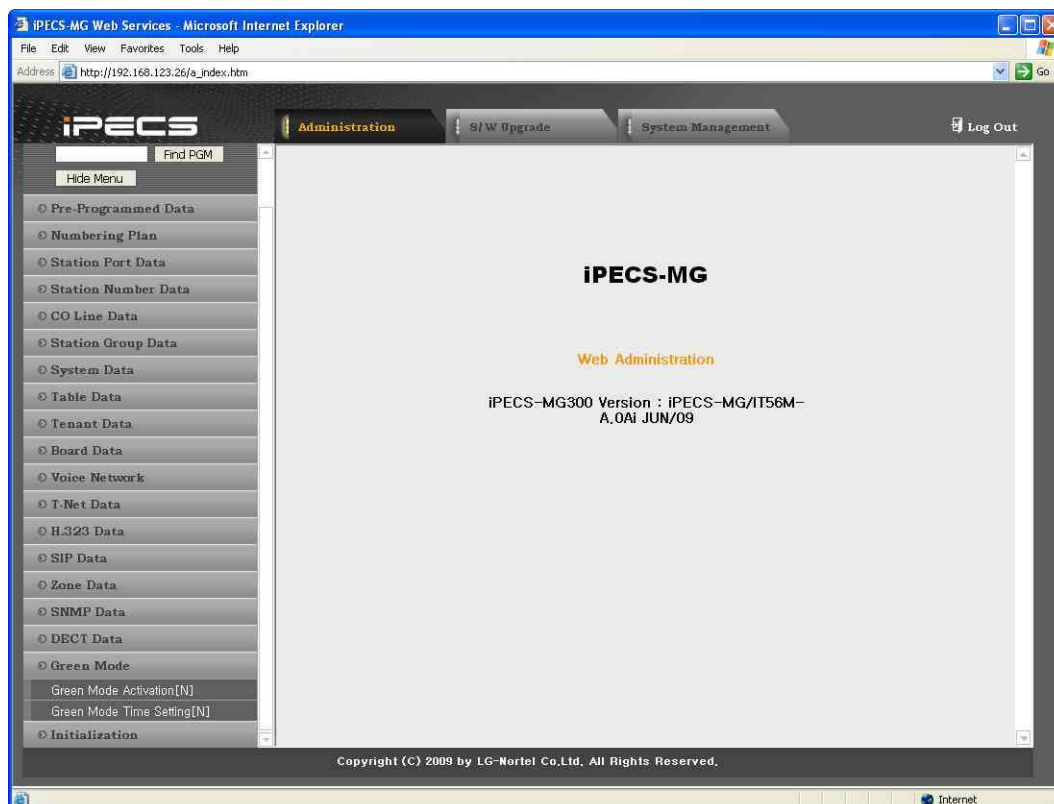 iPECS-MG Web Services - Microsoft Internet Explorer
File Edit View Favorites Tools Help
Address http://192.168.123.26/a_index.htm Go
iPECS
Administration S/W Upgrade System Management Log Out
Find PGM
Hide Menu
Pre-Programmed Data
Numbering Plan
Station Port Data
Station Number Data
CO Line Data
Station Group Data
System Data
Table Data
Tenant Data
Board Data
Voice Network
T-Net Data
H.323 Data
SIP Data
Zone Data
SNMP Data
DECT Data
Green Mode
Green Mode Activation[N]
Green Mode Time Setting[N]
Initialization
iPECS-MG
Web Administration
iPECS-MG300 Version : iPECS-MG/IT56M-
A.0Ai JUN/09
Copyright (C) 2009 by LG-Nortel Co,Ltd, All Rights Reserved,
Internet